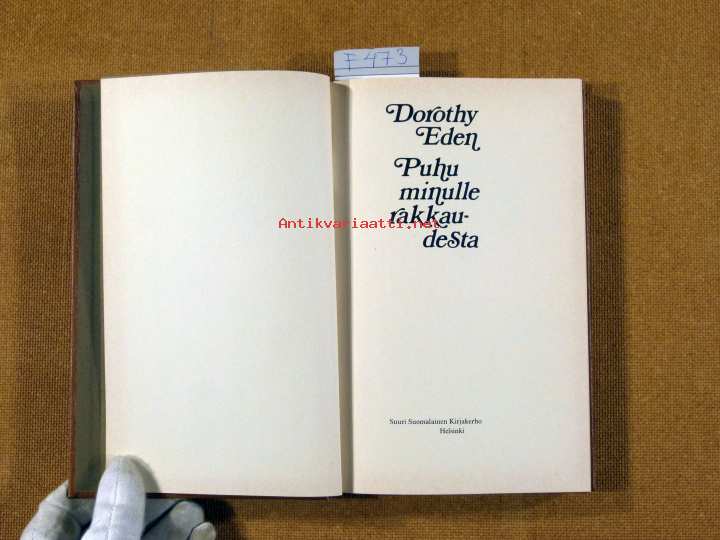 F473
Dorothy
Eden
Puhu
minulle
rakkau-
desta
Antikvariaatti.net
Suuri Suomalainen Kirjakerho
Helsinki